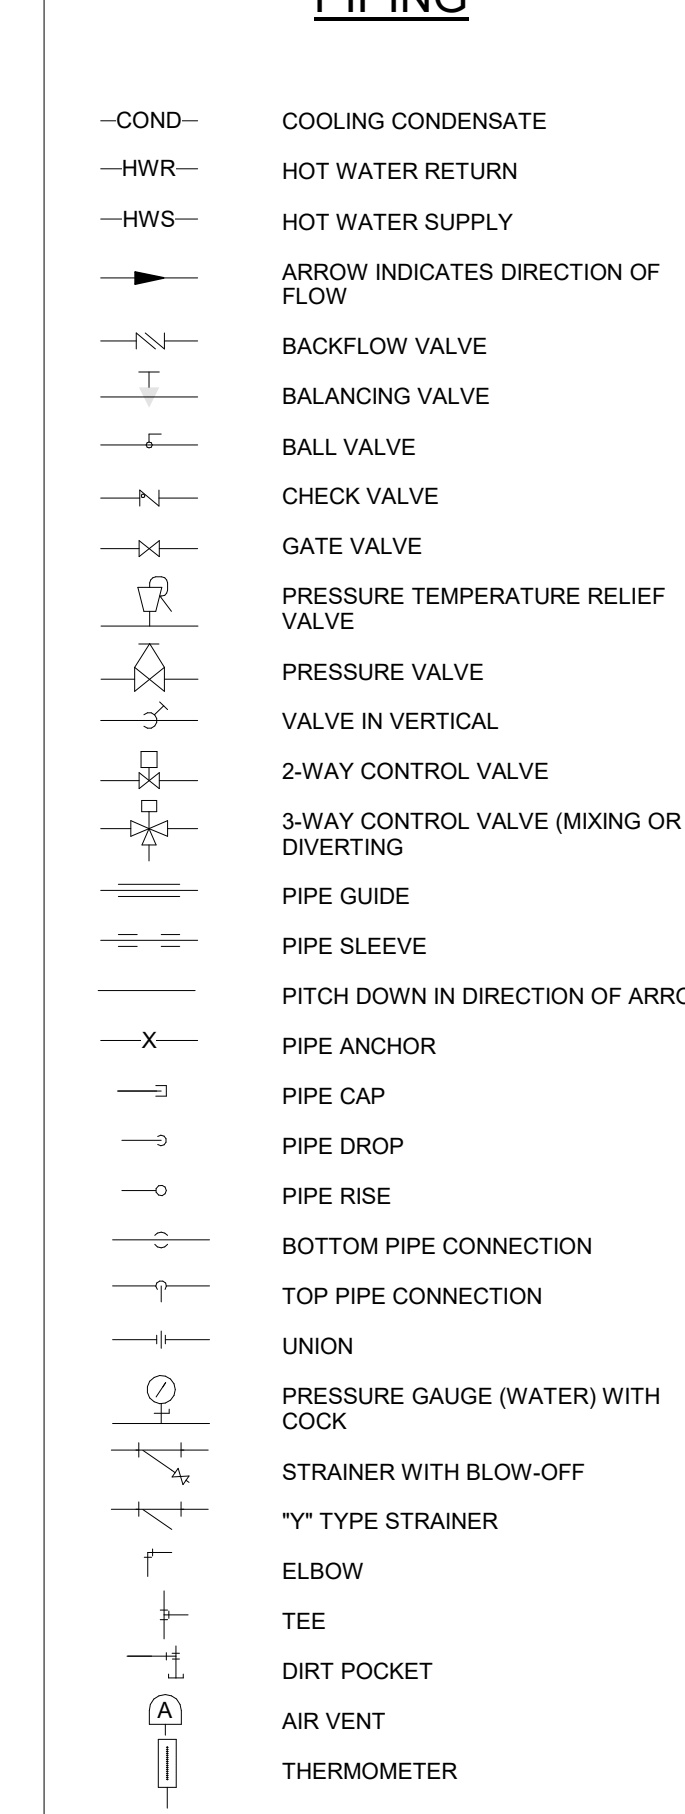 PIPING
COND COOLING CONDENSATE
HWR HOT WATER RETURN
HWS HOT WATER SUPPLY
ARROW INDICATES DIRECTION OF
FLOW
BACKFLOW VALVE
BALANCING VALVE
BALL VALVE
CHECK VALVE
GATE VALVE
PRESSURE TEMPERATURE RELIEF
VALVE
PRESSURE VALVE
VALVE IN VERTICAL
2-WAY CONTROL VALVE
3-WAY CONTROL VALVE (MIXING OR
DIVERTING
PIPE GUIDE
PIPE SLEEVE
PITCH DOWN IN DIRECTION OF
X PIPE ANCHOR
PIPE CAP
PIPE DROP
PIPE RISE
BOTTOM PIPE CONNECTION
TOP PIPE CONNECTION
UNION
PRESSURE GAUGE (WATER) WITH
COCK
STRAINER WITH BLOW-OFF
"Y" TYPE STRAINER
ELBOW
TEE
DIRT POCKET
A AIR VENT
THERMOMETER